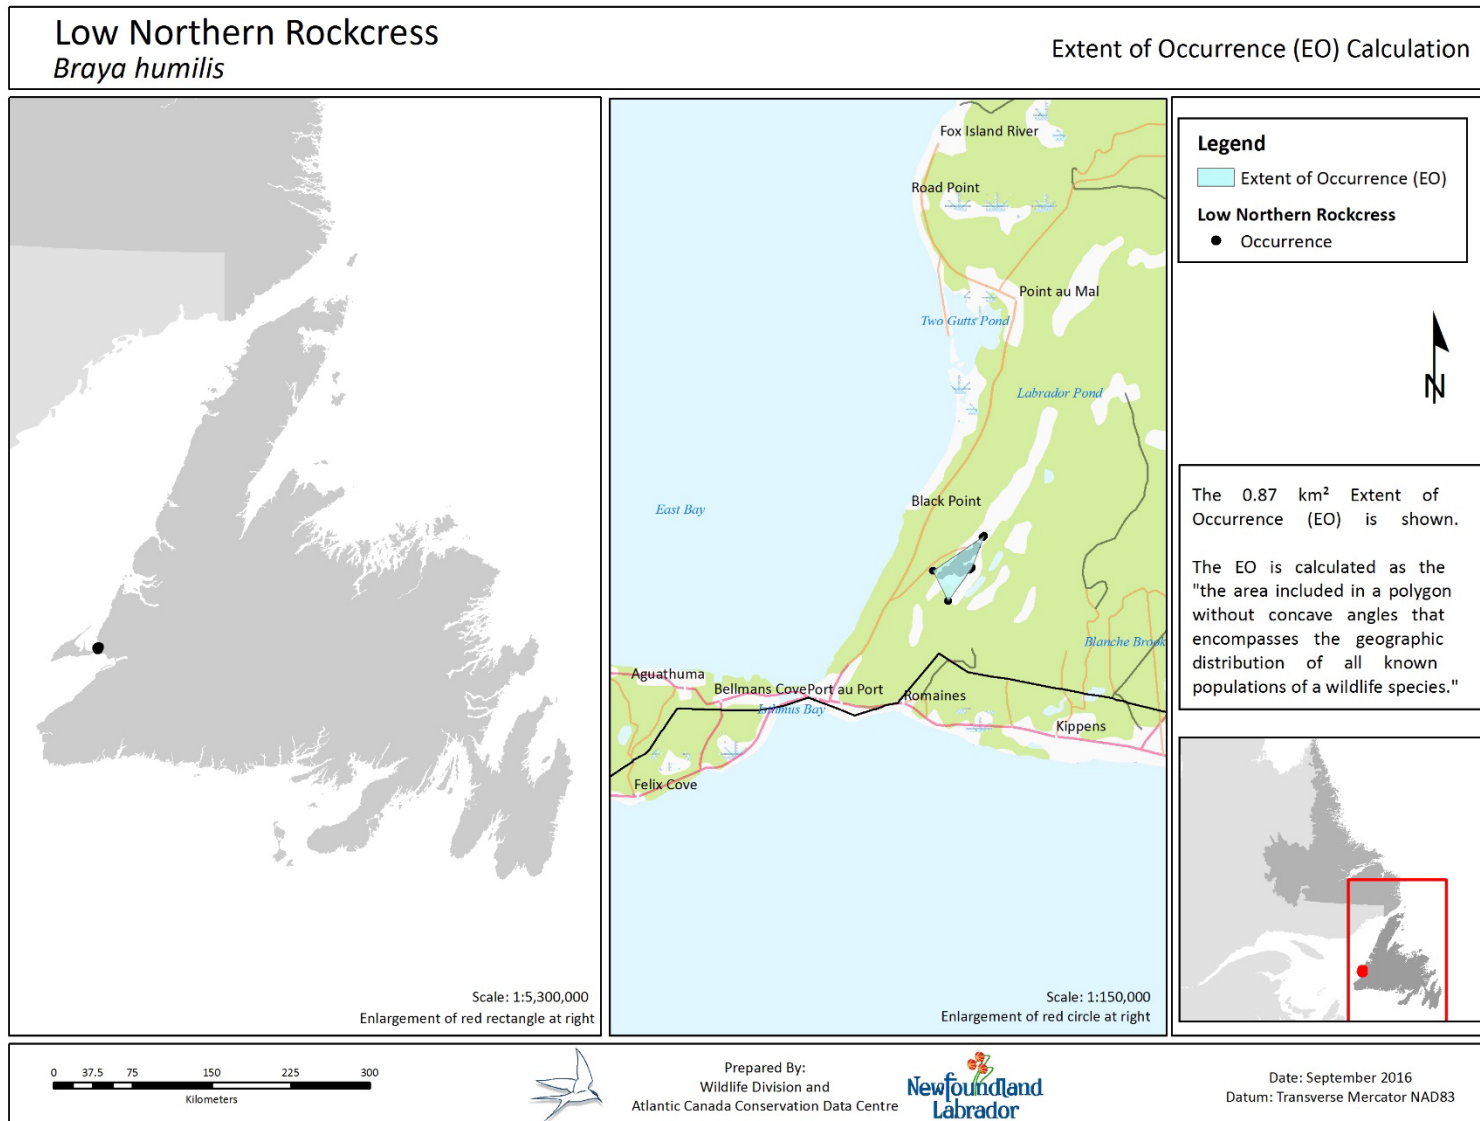 Low Northern Rockcress
Braya humilis
Extent of Occurrence (EO) Calculation
Scale: 1:5,300,000
Enlargement of red rectangle at right
Fox Island River
Road Point
Point au Mal
Two Gutts Pond
Labrador Pond
Black Point
East Bay
Blanche Brook
Aguathuma
Bellmans Cove
Port au Port
Romaines
Isthmus Bay
Kippens
Felix Cove
Scale: 1:150,000
Enlargement of red circle at right
Legend
Extent of Occurrence (EO)
Low Northern Rockcress
Occurrence
N
The 0.87 km² Extent of
Occurrence (EO) is shown.
The EO is calculated as the
"the area included in a polygon
without concave angles that
encompasses the geographic
distribution of all known
populations of a wildlife species."
0 37.5 75 150 225 300
Kilometers
Prepared By:
Wildlife Division and
Atlantic Canada Conservation Data Centre
Newfoundland
Labrador
Date: September 2016
Datum: Transverse Mercator NAD83